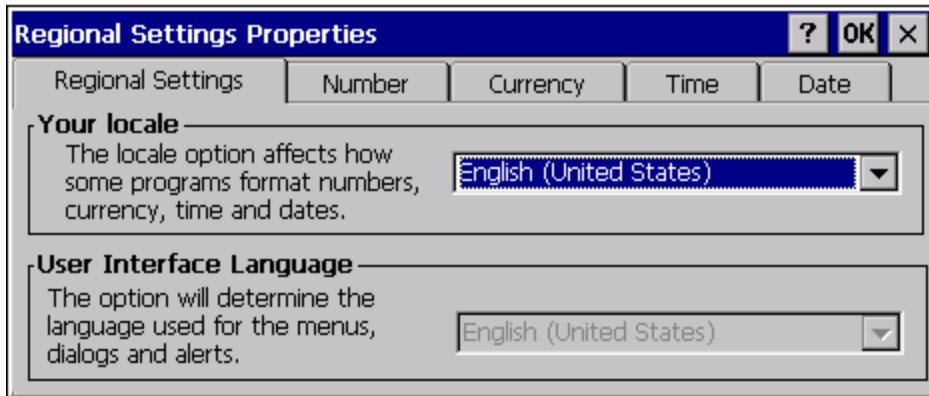 Regional Settings Properties ? OK ×
Regional Settings Number Currency Time Date
Your locale
The locale option affects how
some programs format numbers,
currency, time and dates.
English (United States)
User Interface Language
The option will determine the
language used for the menus,
dialogs and alerts.
English (United States)